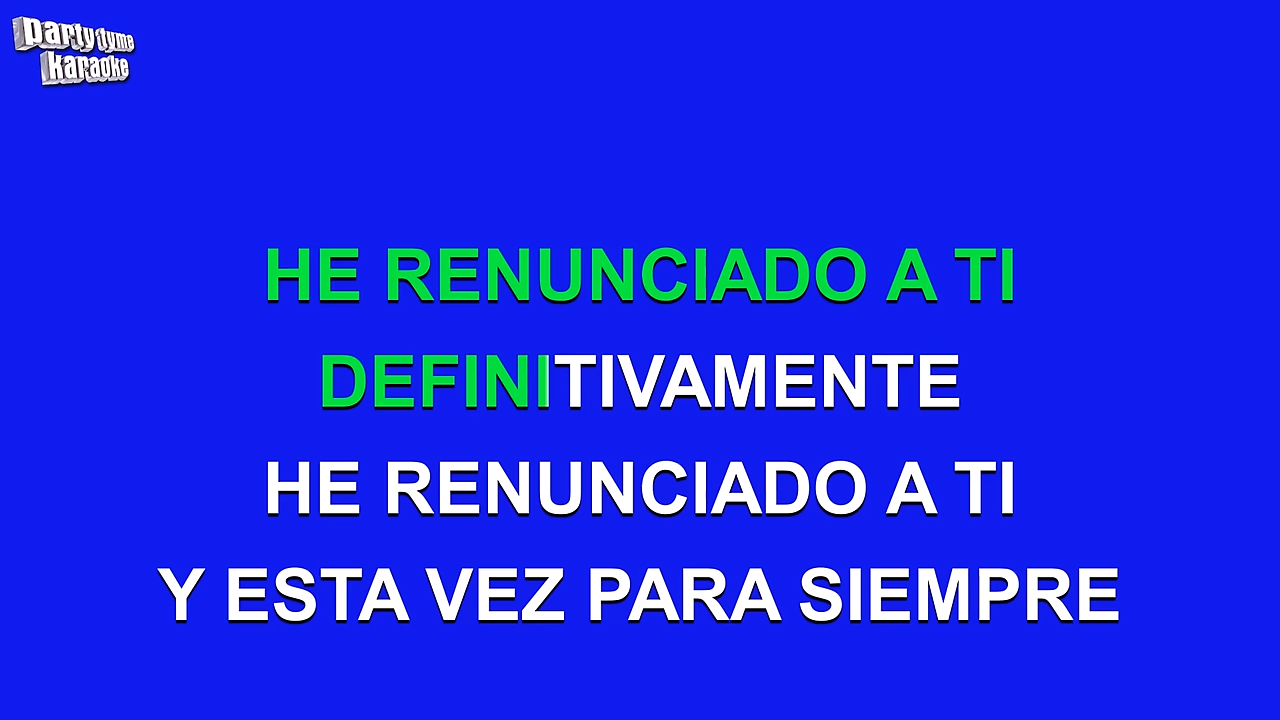 Party tyme
karaoke
HE RENUNCIADO A TI
DEFINITIVAMENTE
HE RENUNCIADO A TI
Y ESTA VEZ PARA SIEMPRE